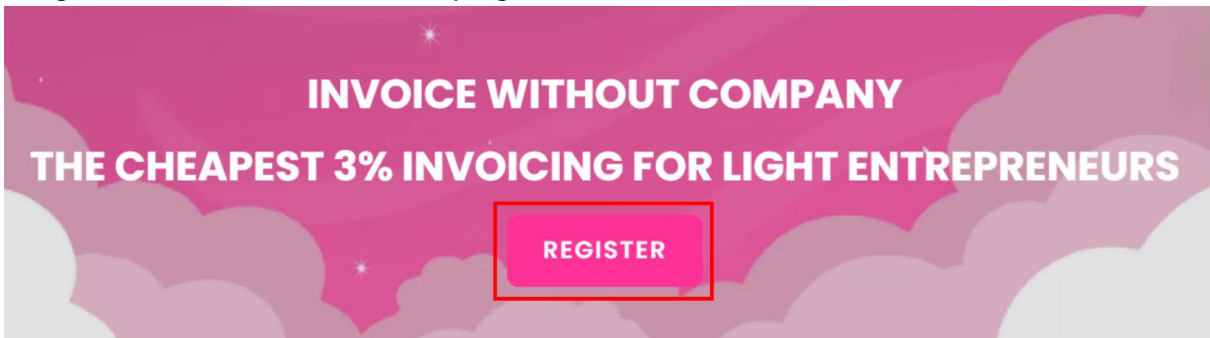 INVOICE WITHOUT COMPANY
THE CHEAPEST 3% INVOICING FOR LIGHT ENTREPRENEURS
REGISTER